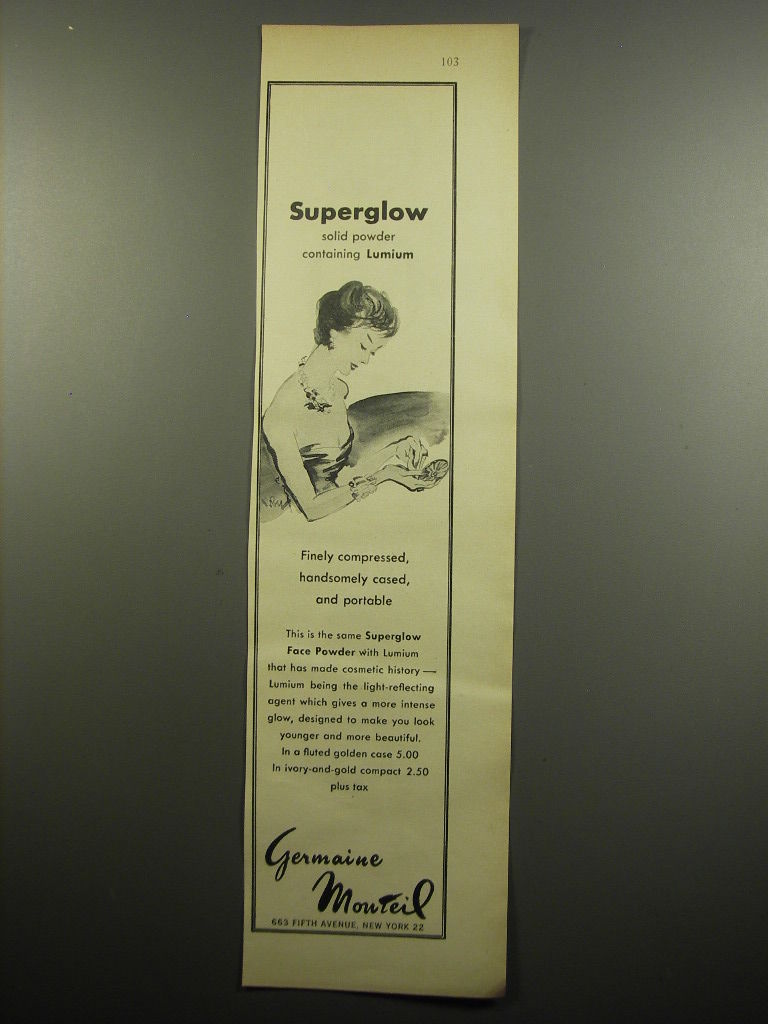 103
Superglow
solid powder
containing Lumium
Finely compressed,
handsomely cased,
and portable
This is the same Superglow
Face Powder with Lumium
that has made cosmetic history —
Lumium being the light-reflecting
agent which gives a more intense
glow, designed to make you look
younger and more beautiful.
In a fluted golden case 5.00
In ivory-and-gold compact 2.50
plus tax
Germaine
Monteil
663 FIFTH AVENUE, NEW YORK 22